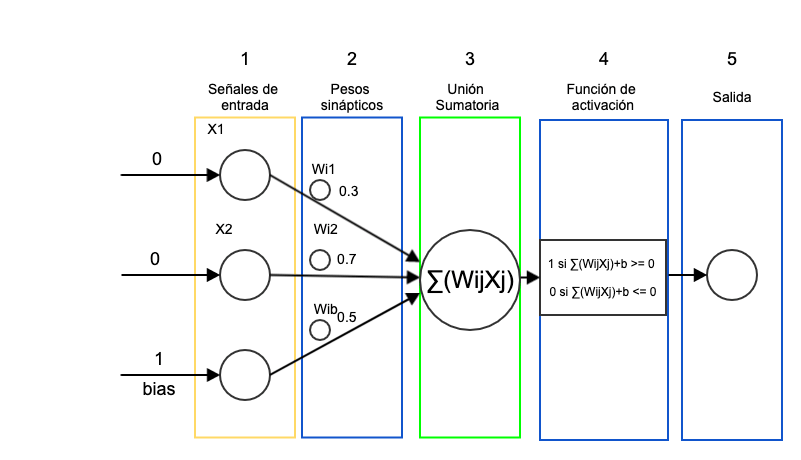 1
2
3
4
5
Señales de
entrada
Pesos
sinápticos
Unión
Sumatoria
Función de
activación
Salida
X1
0
Wi1
0.3
X2
0
Wi2
0.7
∑(WijXj)
1 si ∑(WijXj)+b >= 0
0 si ∑(WijXj)+b <= 0
Wib
0.5
1
bias